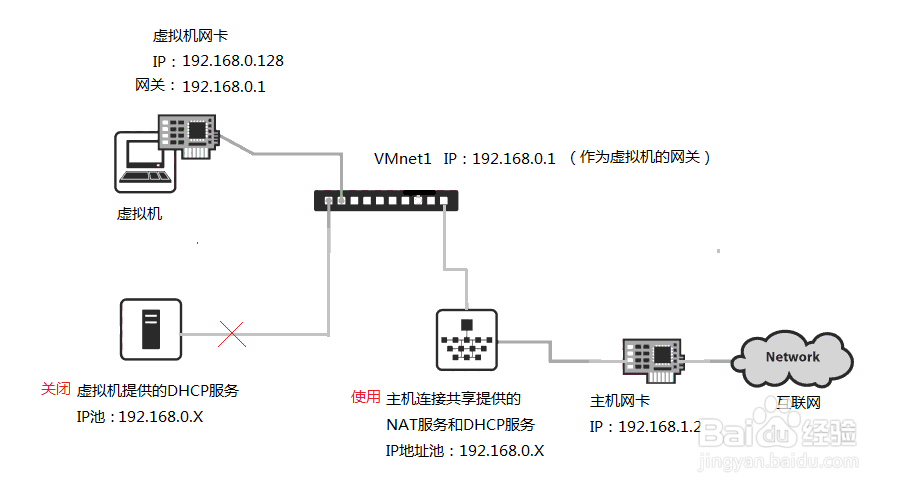 虚拟机网卡
IP：192.168.0.128
网关：192.168.0.1
VMnet1 IP：192.168.0.1 （作为虚拟机的网关）
虚拟机
关闭 虚拟机提供的DHCP服务
IP池：192.168.0.X
使用 主机连接共享提供的
NAT服务和DHCP服务
IP地址池：192.168.0.X
主机网卡
IP：192.168.1.2
Network
互联网
Baidu经验
jingyan.baidu.com